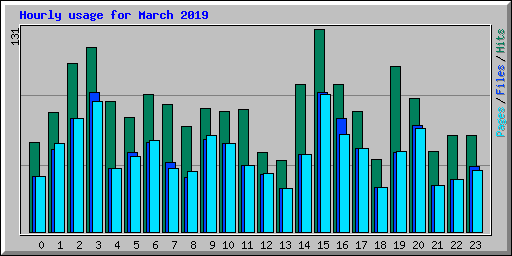 Hourly usage for March 2019
131
Pages/Files/Hits
0 1 2 3 4 5 6 7 8 9 10 11 12 13 14 15 16 17 18 19 20 21 22 23